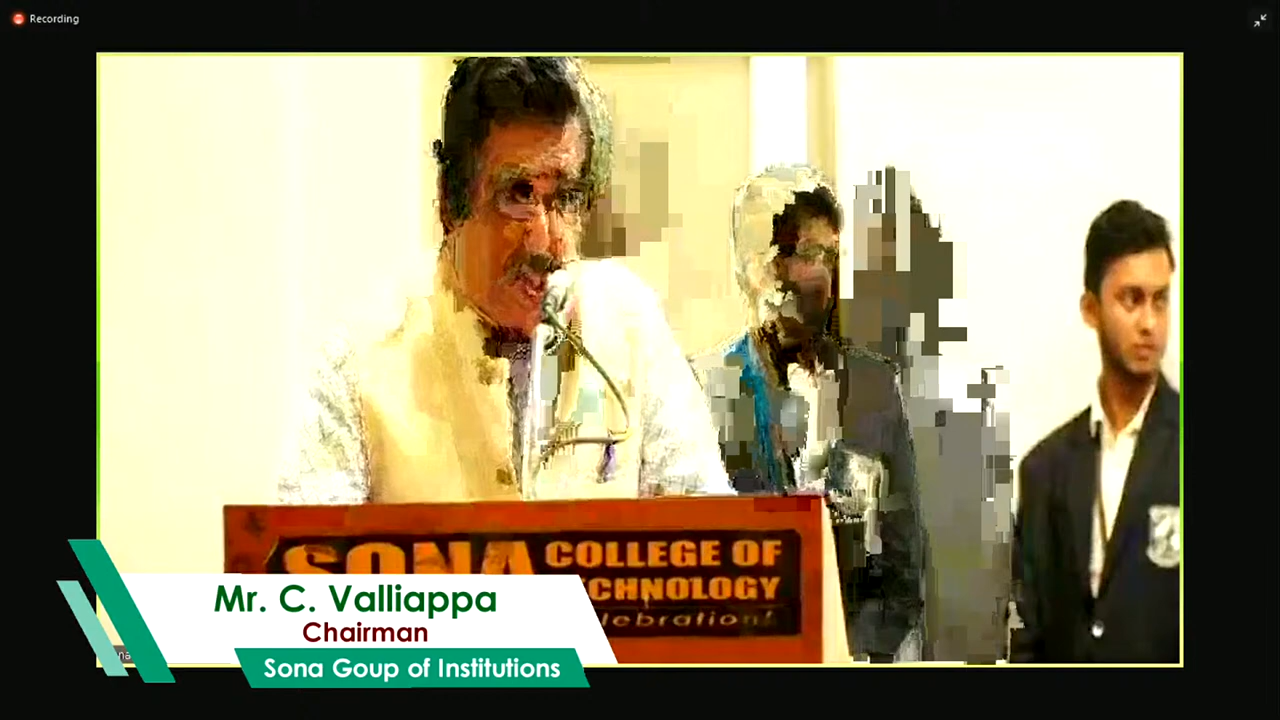 Recording
SONA COLLEGE OF
CHNOLOGY
lebration!
Mr. C. Valliappa
Chairman
Sona Goup of Institutions